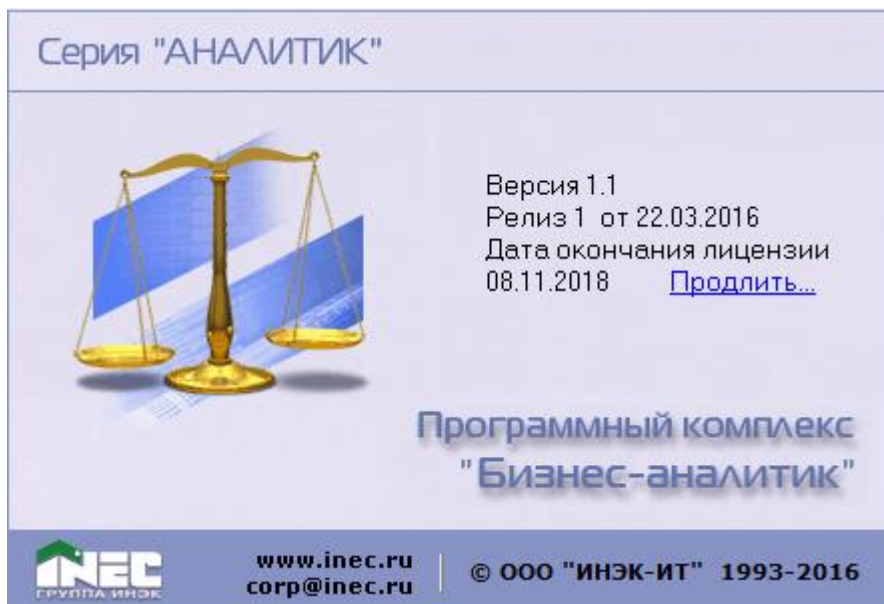 Серия "АНАЛИТИК"
Версия 1.1
Релиз 1 от 22.03.2016
Дата окончания лицензии
08.11.2018 Продлить...
Программный комплекс
"Бизнес-аналитик"
INEC
ГРУППА ИНЭК
www.inec.ru
corp@inec.ru
© ООО "ИНЭК-ИТ" 1993-2016